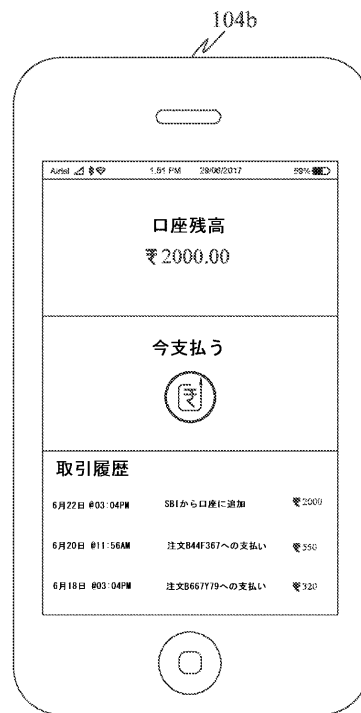 104b
Airtel 1:51 PM 28/06/2017 59%
口座残高
₹2000.00
今支払う
₹
取引履歴
6月22日 @03:04PM SBIから口座に追加 ₹2000
6月20日 @11:56AM 注文B44F367への支払い ₹550
6月18日 @03:04PM 注文B667Y79への支払い ₹320